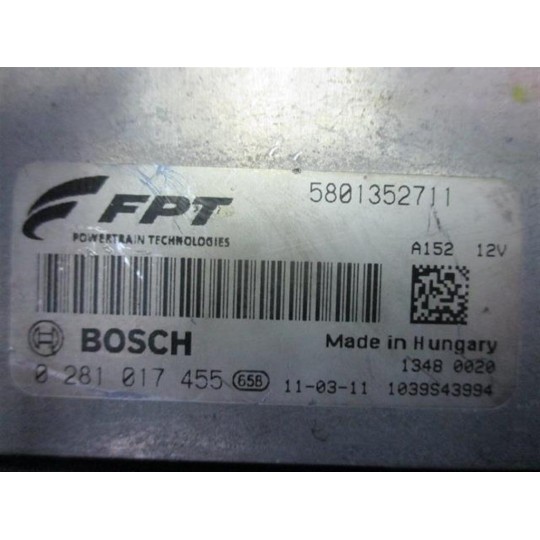 FPT
POWERTRAIN TECHNOLOGIES
5801352711
A152 12V
BOSCH
Made in Hungary
1348 0020
0 281 017 455 658 11-03-11 1039S43994